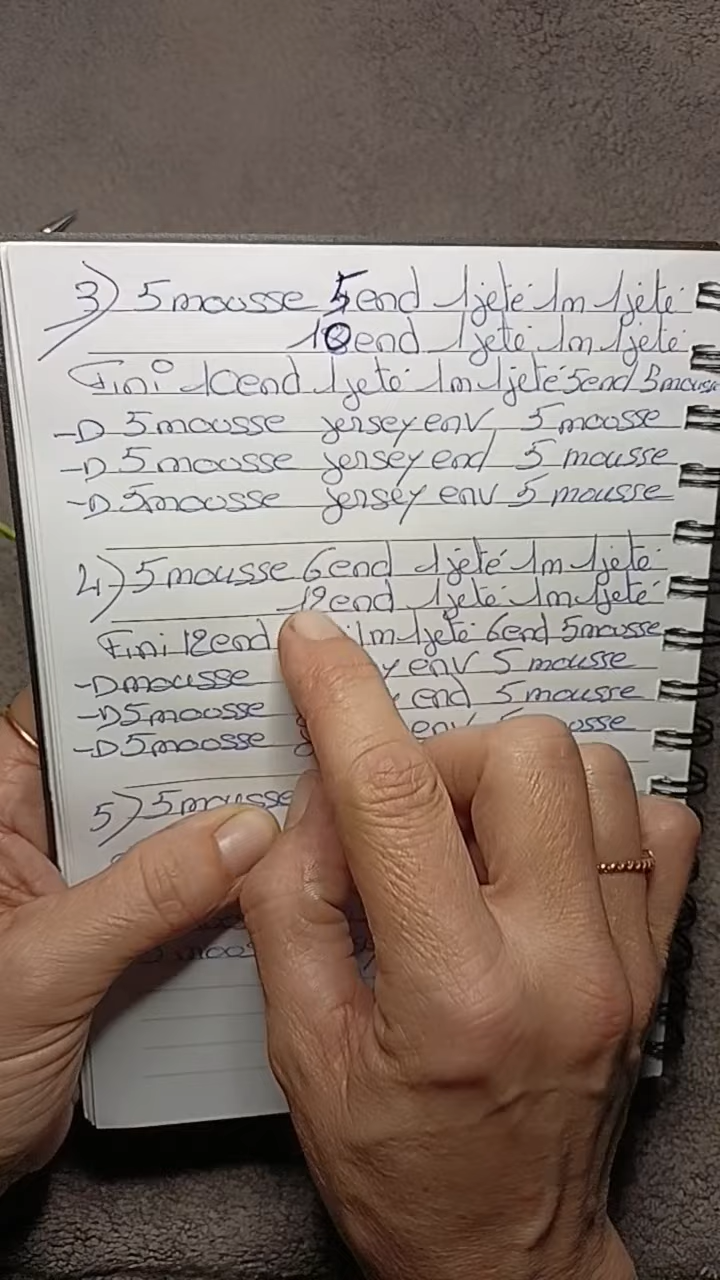 3) 5 mousse 5 end 1 jeté 1m 1 jeté
10 end 1 jeté 1m 1 jeté
Fini 10 end 1 jeté 1m 1 jeté 5 end 5 mousse
-D 5 mousse jersey env 5 mousse
-D 5 mousse jersey end 5 mousse
-D 5 mousse jersey env 5 mousse
4) 5 mousse 6 end 1 jeté 1m 1 jeté
12 end 1 jeté 1m 1 jeté
Fini 12 end 1m 1 jeté 6 end 5 mousse
-D mousse env 5 mousse
-D 5 mousse end 5 mousse
-D 5 moosse env 5
5) 5 mousse